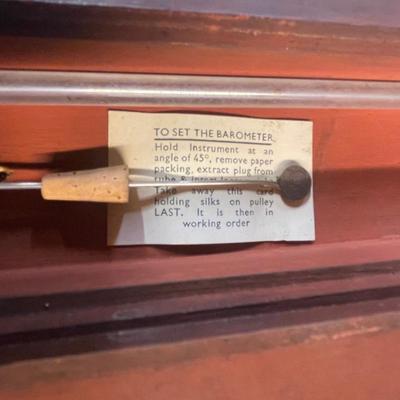 TO SET THE BAROMETER.
Hold Instrument at an
angle of 45°, remove paper
packing, extract plug from
tube &
Take away this card
holding silks on pulley
LAST. It is then in
working order